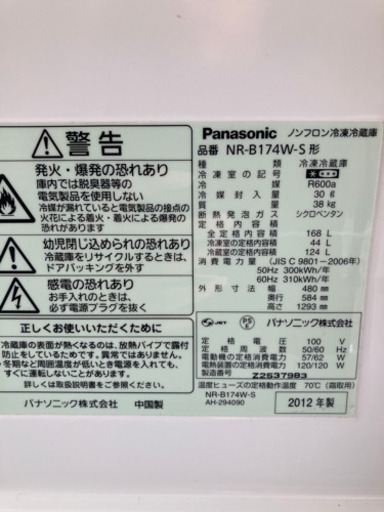 警告
発火・爆発の恐れあり
庫内では脱臭器等の
電気製品を使用しないこと
冷媒が漏れていると電気製品の接点の
火花による着火・着火により爆発する
恐れがあります。
幼児閉じ込められの恐れあり
冷蔵庫をリサイクルするときは、
ドアパッキングを外す
感電の恐れあり
お手入れのときは、
必ず電源プラグを抜く
正しくお使いいただくために
冷蔵庫の表面が熱くなるのは、放熱パイプで露付
防止をしているためで、異常ではありません。
周囲温度が低いときや電源を入れても、
すぐに運転しないことがあります。
パナソニック株式会社 中国製
Panasonic ノンフロン冷凍冷蔵庫
品番 NR-B174W-S 形
種類 冷凍冷蔵庫
冷凍室の記号
冷媒 R600a
冷媒封入量 30g
質量 38kg
断熱発泡ガス シクロペンタン
定格内容積
全定格内容積 168 L
冷凍室の定格内容積 44 L
冷蔵室の定格内容積 124 L
消費電力量 (JIS C 9801-2006年)
50Hz 300kWh/年
60Hz 310kWh/年
外形寸法 幅 480 mm
奥行 584 mm
高さ 1293 mm
JET PSE パナソニック株式会社
定格電圧 100 V
定格周波数 50/60 Hz
電動機の定格消費電力 57/62 W
電熱装置の定格消費電力 120/120 W
製造番号 22537983
温度ヒューズの定格動作温度 70℃(霜取用)
NR-B174W-S
AH-294090
2012 年製